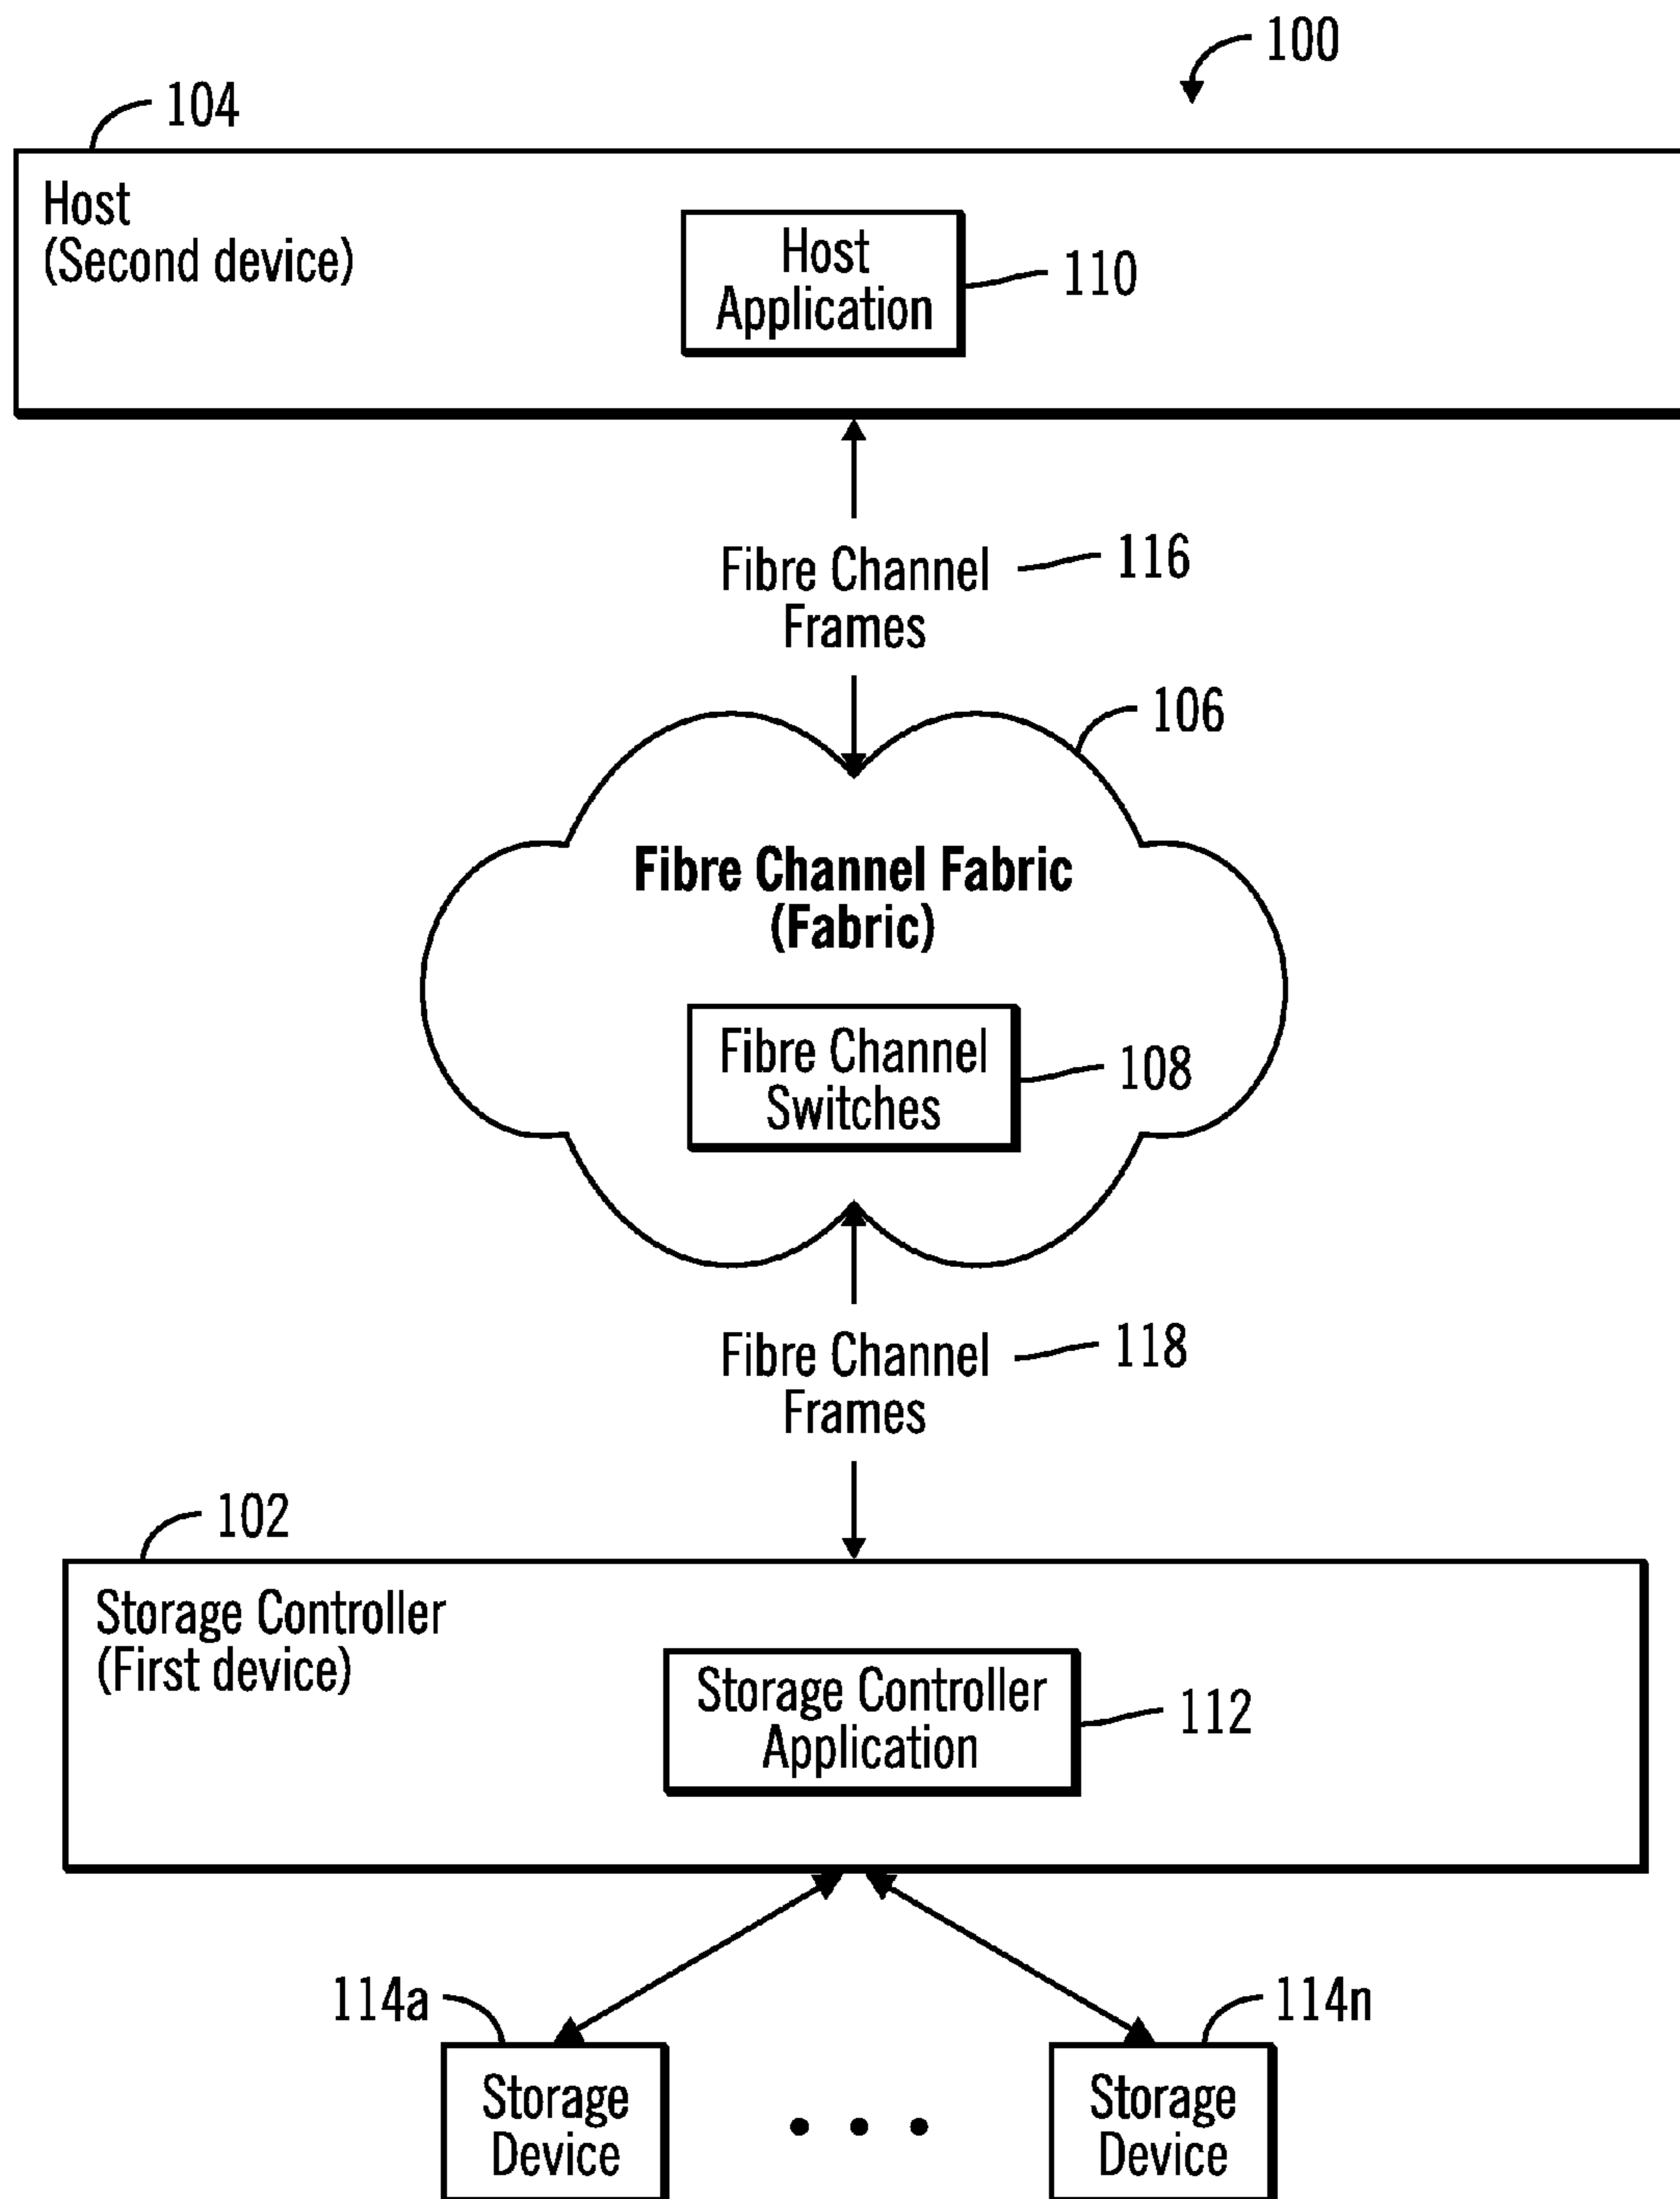 100
104
Host
(Second device)
Host
Application
110
Fibre Channel
Frames
116
106
Fibre Channel Fabric
(Fabric)
Fibre Channel
Switches
108
Fibre Channel
Frames
118
102
Storage Controller
(First device)
Storage Controller
Application
112
114a
114n
Storage
Device
Storage
Device